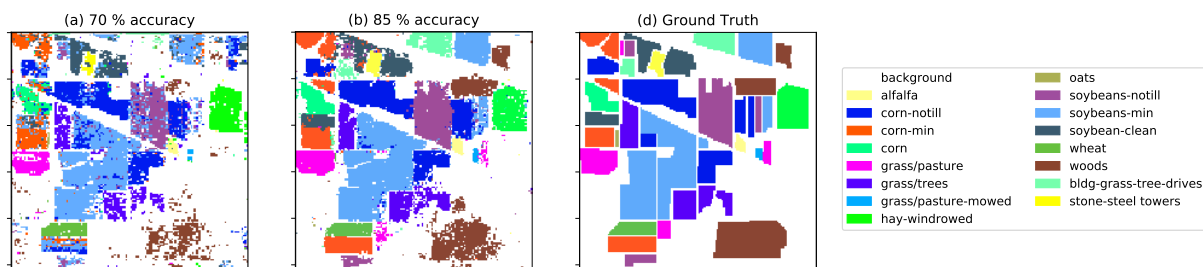 (a) 70 % accuracy
(b) 85 % accuracy
(d) Ground Truth
background
alfalfa
corn-notill
corn-min
corn
grass/pasture
grass/trees
grass/pasture-mowed
hay-windrowed
oats
soybeans-notill
soybeans-min
soybean-clean
wheat
woods
bldg-grass-tree-drives
stone-steel towers